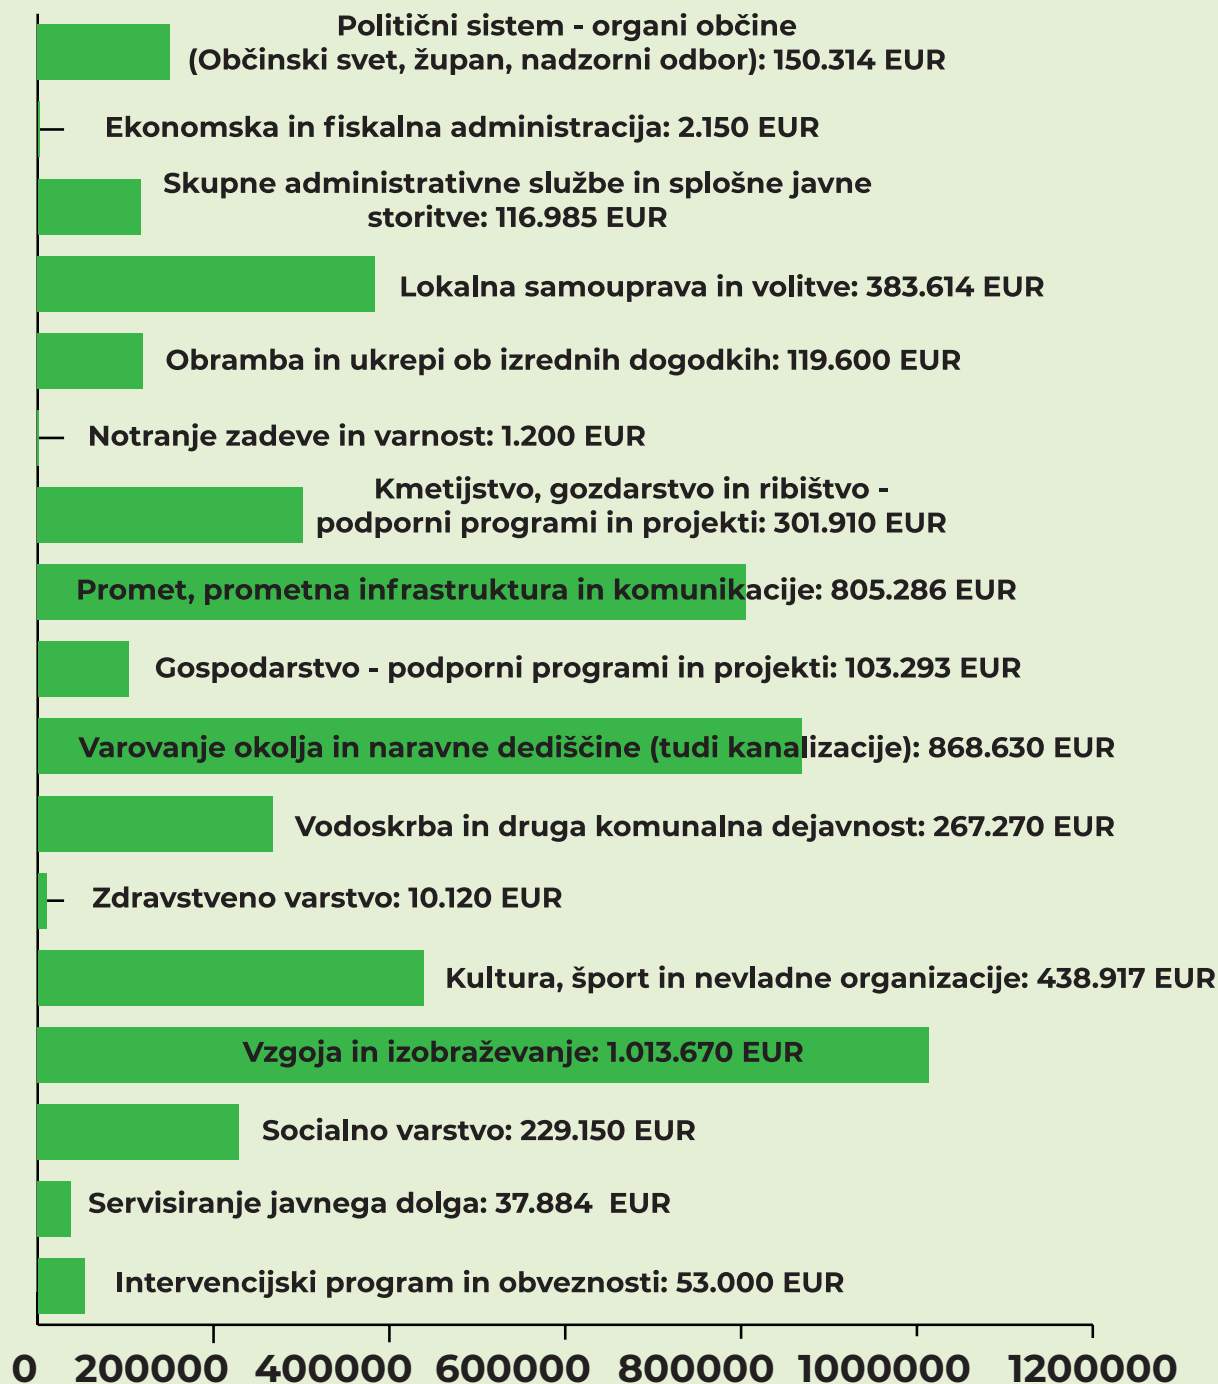 Politični sistem - organi občine
(Občinski svet, župan, nadzorni odbor): 150.314 EUR
Ekonomska in fiskalna administracija: 2.150 EUR
Skupne administrativne službe in splošne javne
storitve: 116.985 EUR
Lokalna samouprava in volitve: 383.614 EUR
Obramba in ukrepi ob izrednih dogodkih: 119.600 EUR
Notranje zadeve in varnost: 1.200 EUR
Kmetijstvo, gozdarstvo in ribištvo -
podporni programi in projekti: 301.910 EUR
Promet, prometna infrastruktura in komunikacije: 805.286 EUR
Gospodarstvo - podporni programi in projekti: 103.293 EUR
Varovanje okolja in naravne dediščine (tudi kanalizacije): 868.630 EUR
Vodoskrba in druga komunalna dejavnost: 267.270 EUR
Zdravstveno varstvo: 10.120 EUR
Kultura, šport in nevladne organizacije: 438.917 EUR
Vzgoja in izobraževanje: 1.013.670 EUR
Socialno varstvo: 229.150 EUR
Servisiranje javnega dolga: 37.884 EUR
Intervencijski program in obveznosti: 53.000 EUR
0 200000 400000 600000 800000 1000000 1200000